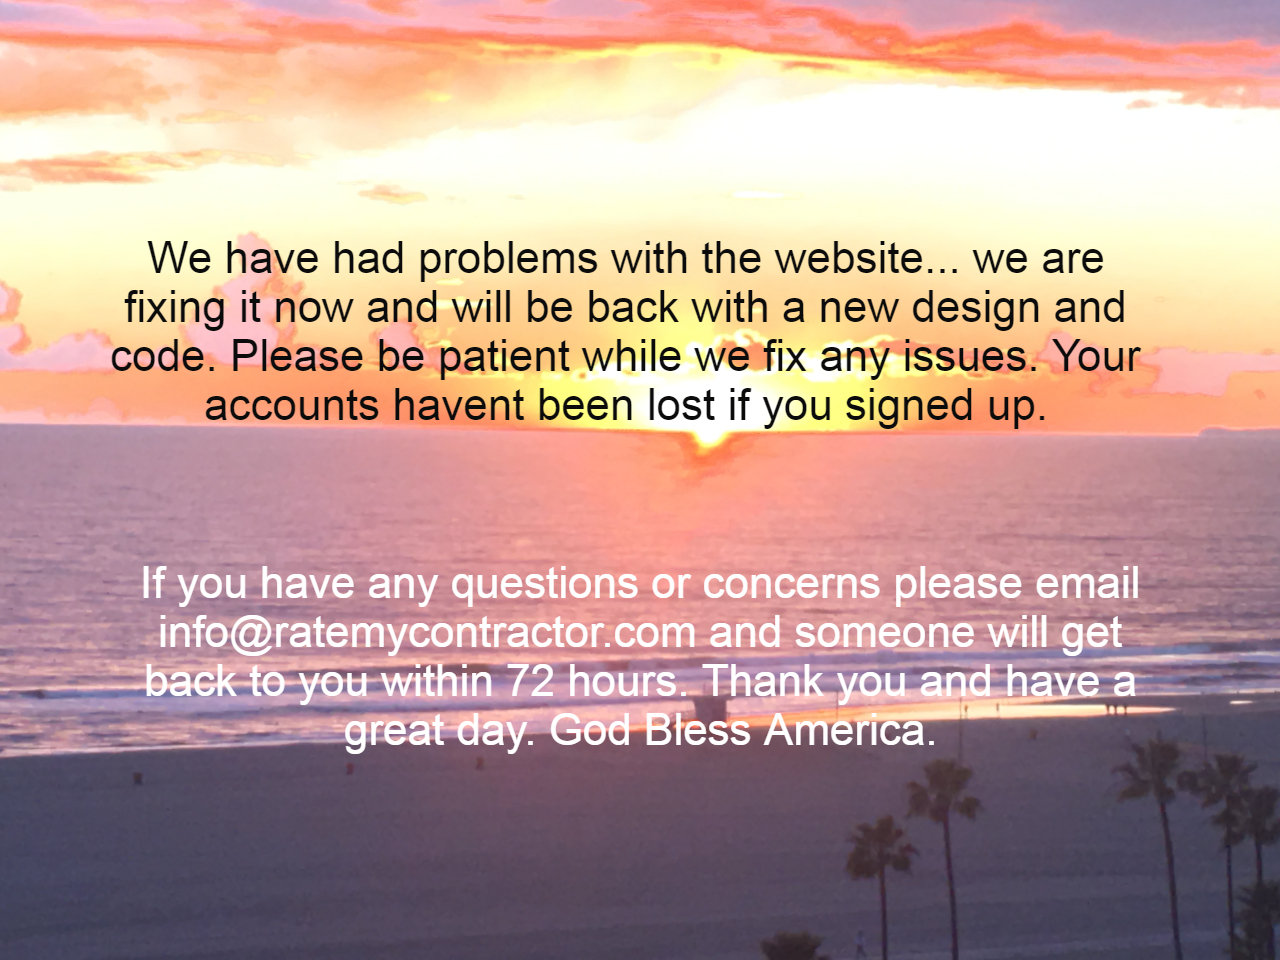 We have had problems with the website... we are
fixing it now and will be back with a new design and
code. Please be patient while we fix any issues. Your
accounts havent been lost if you signed up.
If you have any questions or concerns please email
info@ratemycontractor.com and someone will get
back to you within 72 hours. Thank you and have a
great day. God Bless America.